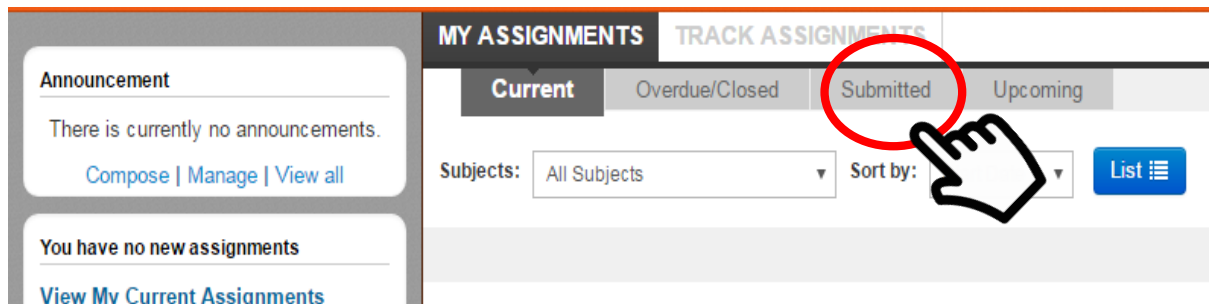 Announcement
There is currently no announcements.
Compose | Manage | View all
You have no new assignments
View My Current Assignments
MY ASSIGNMENTS TRACK ASSIGNMENTS
Current Overdue/Closed Submitted Upcoming
Subjects: All Subjects Sort by: List